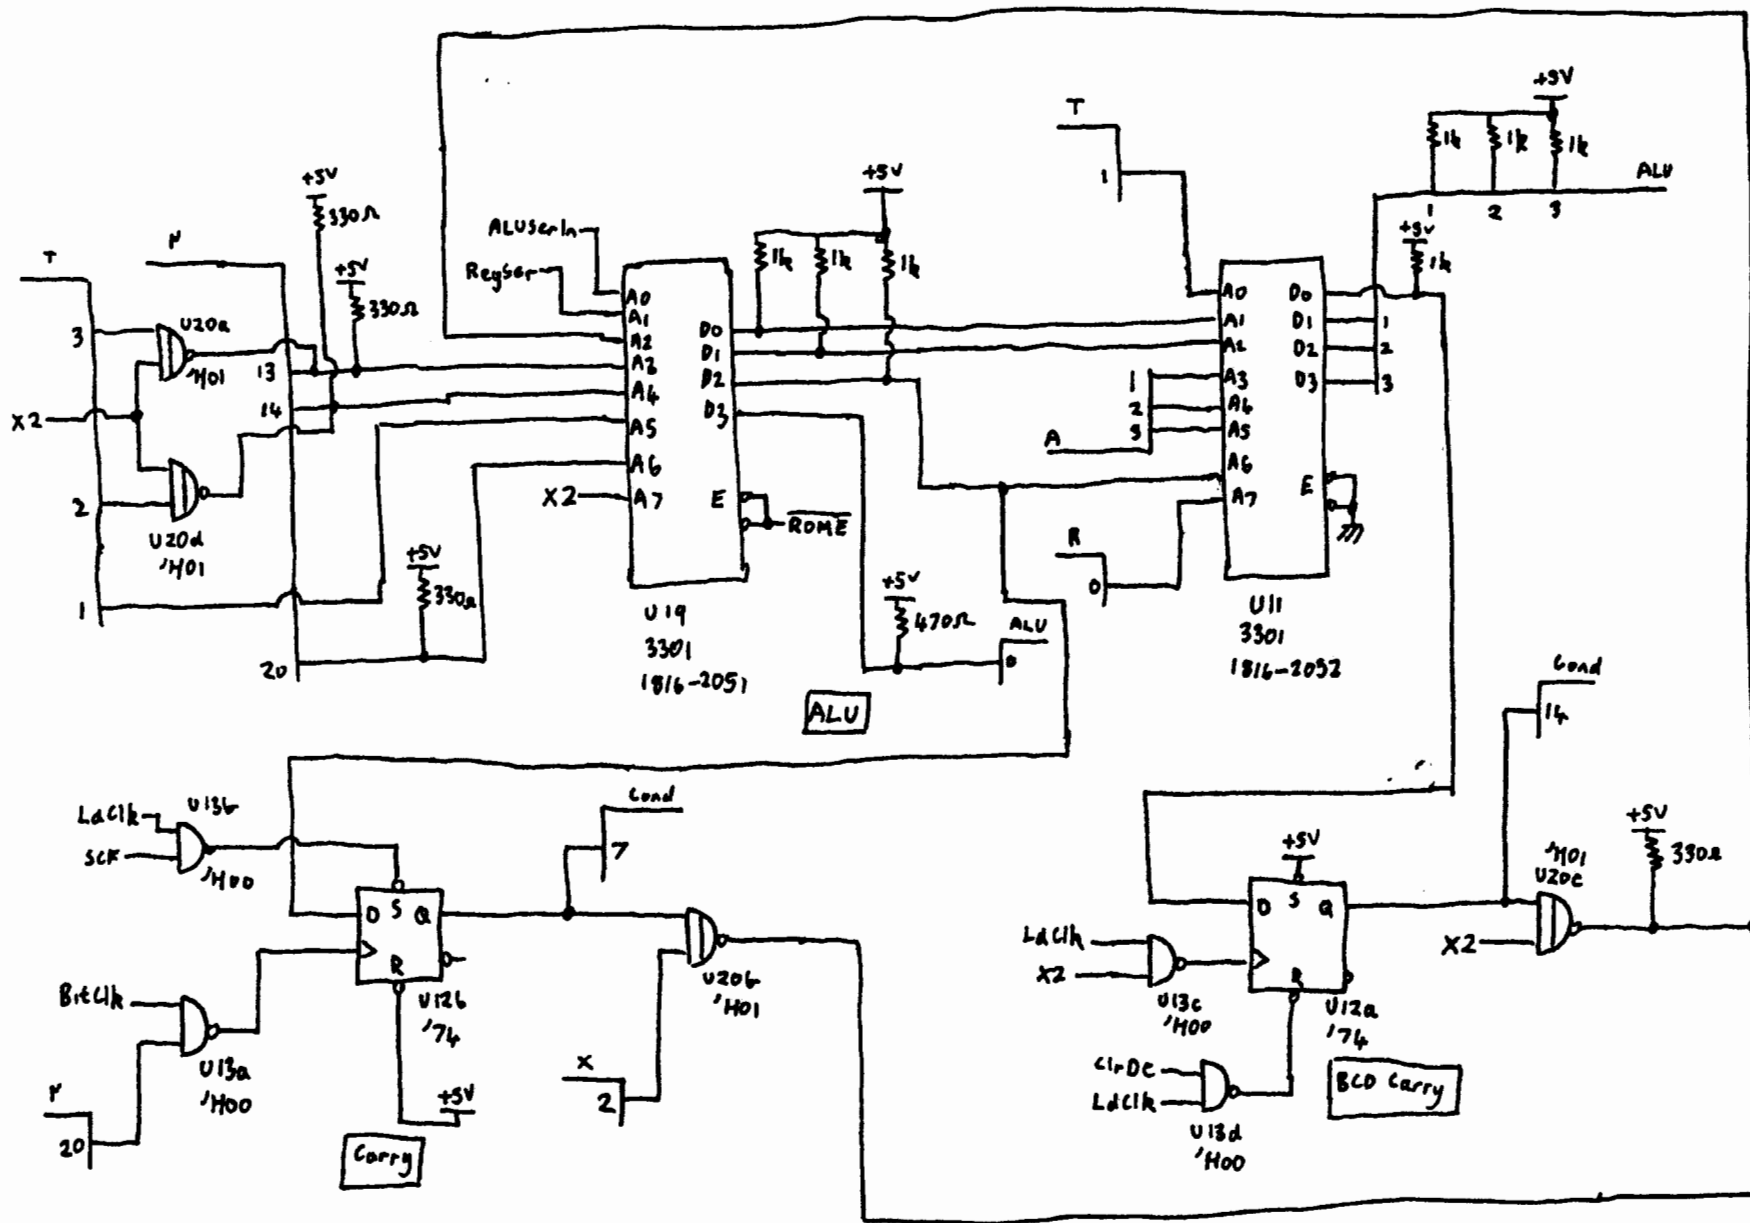 T
μ
3
U20a
'H01
X2
13
14
2
U20d
'H01
1
20
+5V
330Ω
+5V
330Ω
+5V
330Ω
ALUSerIn
RegSer
A0
A1
A2
A3
A4
A5
A6
A7
X2
D0
D1
D2
D3
E
ROME
U19
3301
1816-2051
+5V
1k
1k
1k
+5V
470Ω
ALU
0
ALU
T
1
A0
A1
A2
A3
A4
A5
A6
A7
1
2
3
A
R
0
D0
D1
D2
D3
E
U11
3301
1816-2052
+5V
1k
1k
1k
ALU
1
2
3
+5V
1k
1
2
3
LdClk
SCK
U13b
'H00
BitClk
U13a
'H00
μ
20
D
S
Q
R
U12b
'74
+5V
Carry
Cond
7
U20b
'H01
X
2
LdClk
X2
U13c
'H00
ClrDC
LdClk
U13d
'H00
+5V
D
S
Q
R
U12a
'74
BCD Carry
Cond
14
'H01
U20c
X2
+5V
330Ω